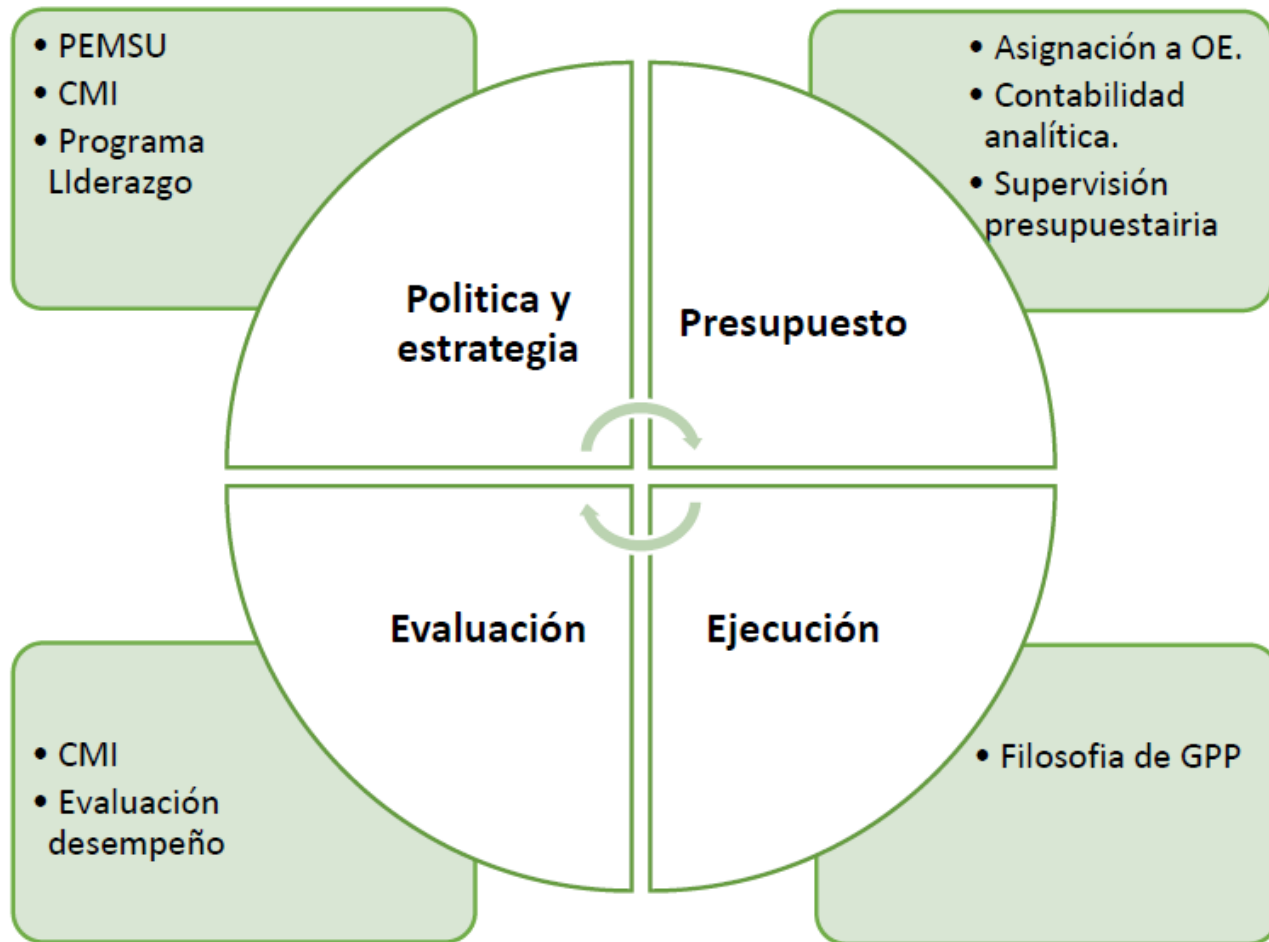 • PEMSU
• CMI
• Programa
LIderazgo
• Asignación a OE.
• Contabilidad
analítica.
• Supervisión
presupuestairia
Politica y
estrategia
Presupuesto
Evaluación
Ejecución
• CMI
• Evaluación
desempeño
• Filosofia de GPP